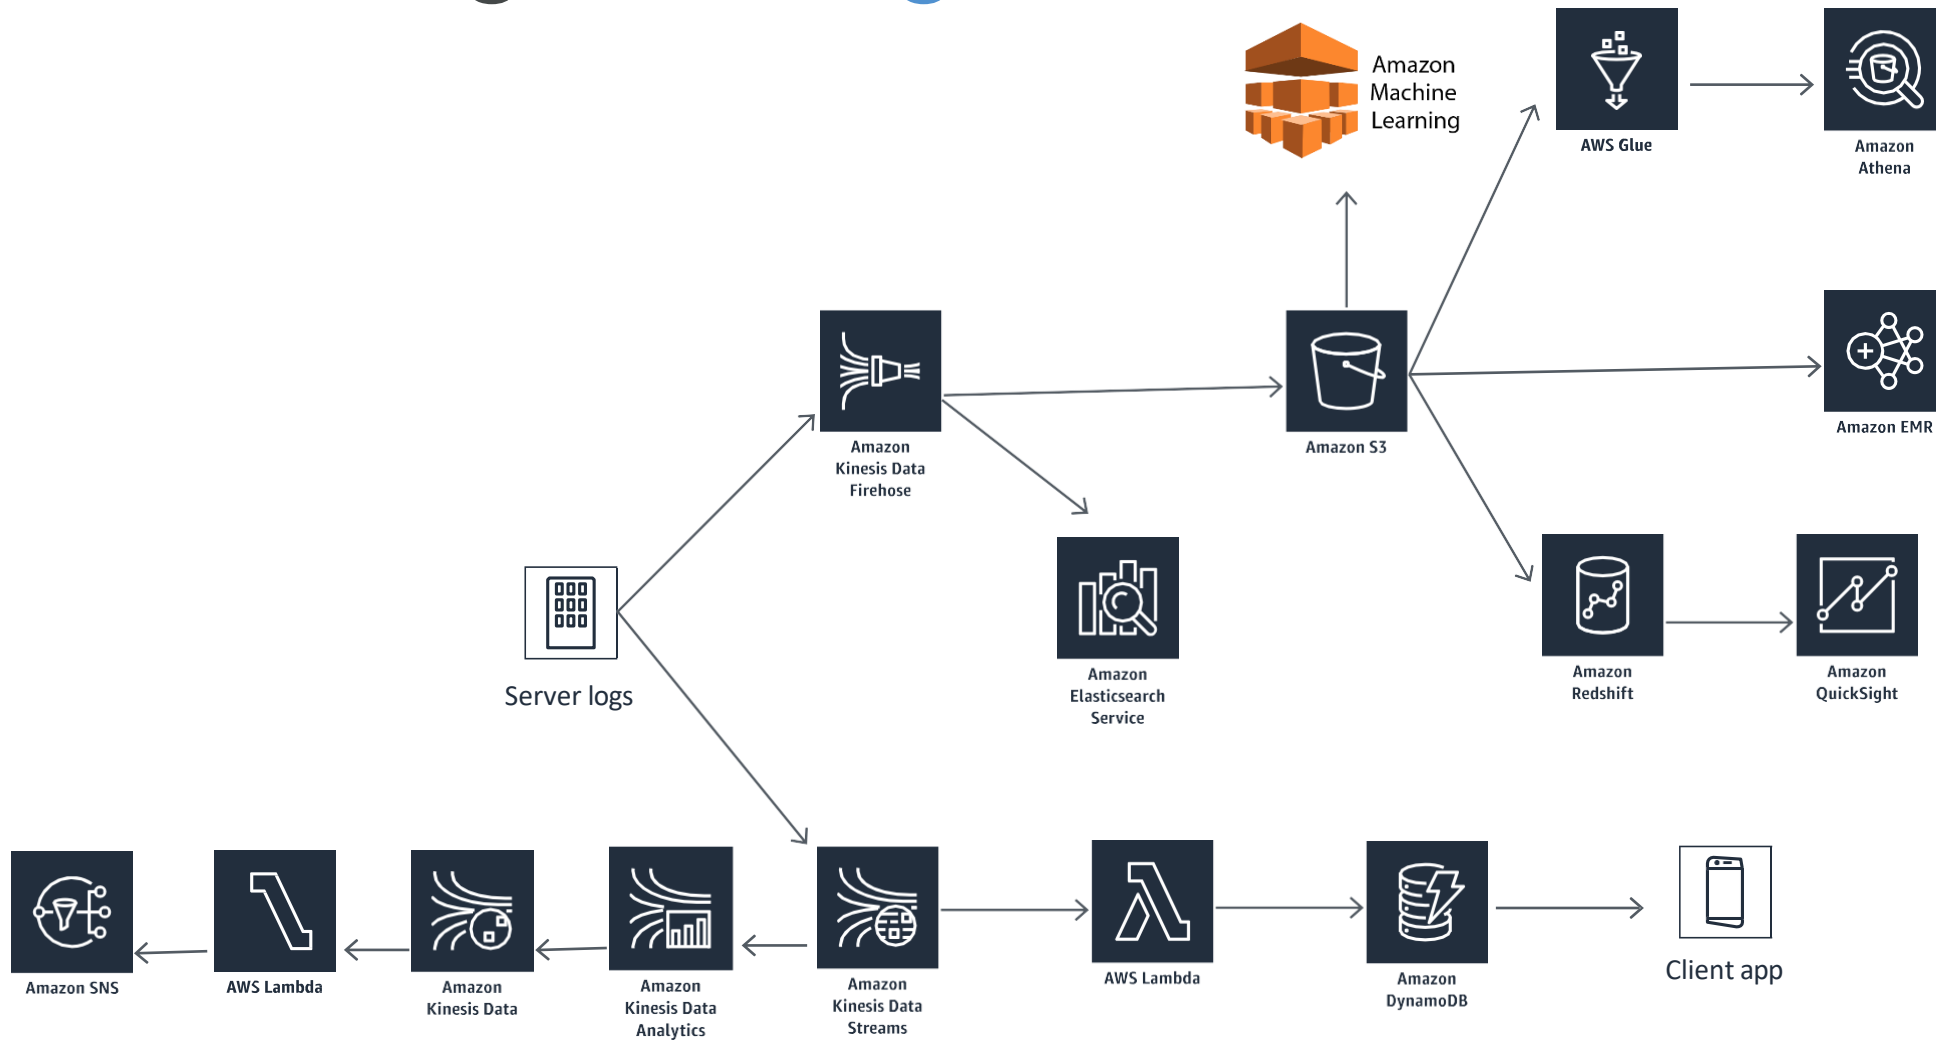 Amazon
Machine
Learning
AWS Glue
Amazon
Athena
Amazon
Kinesis Data
Firehose
Amazon S3
Amazon EMR
Amazon
Elasticsearch
Service
Amazon
Redshift
Amazon
QuickSight
Server logs
Amazon SNS
AWS Lambda
Amazon
Kinesis Data
Amazon
Kinesis Data
Analytics
Amazon
Kinesis Data
Streams
AWS Lambda
Amazon
DynamoDB
Client app